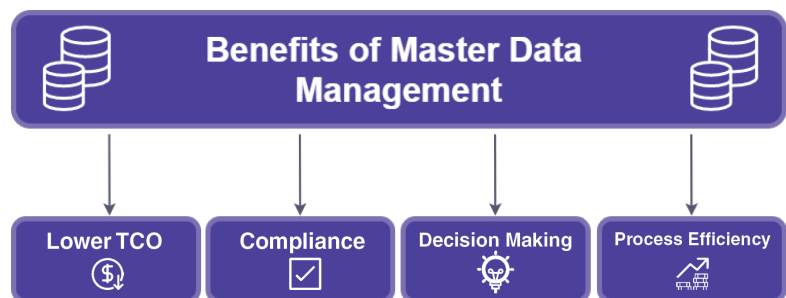 Benefits of Master Data
Management
Lower TCO
Compliance
Decision Making
Process Efficiency
$